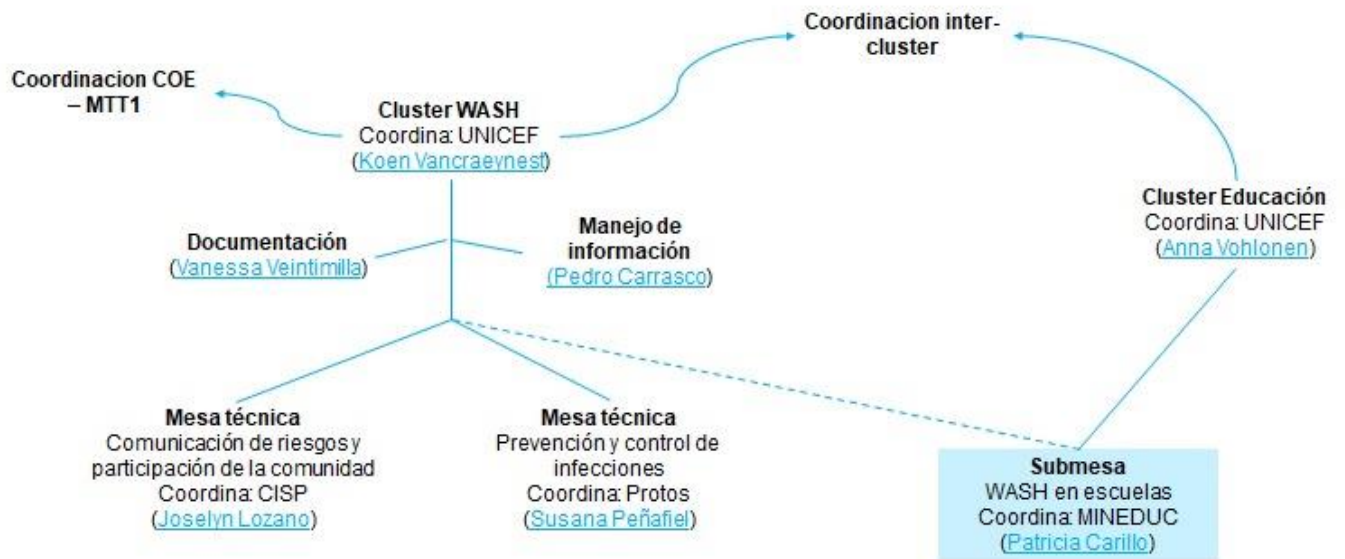 Coordinacion inter-
cluster
Coordinacion COE
– MTT1
Cluster WASH
Coordina: UNICEF
(Koen Vancraeynest)
Cluster Educación
Coordina: UNICEF
(Anna Vohlonen)
Documentación
(Vanessa Veintimilla)
Manejo de
información
(Pedro Carrasco)
Mesa técnica
Comunicación de riesgos y
participación de la comunidad
Coordina: CISP
(Joselyn Lozano)
Mesa técnica
Prevención y control de
infecciones
Coordina: Protos
(Susana Peñafiel)
Submesa
WASH en escuelas
Coordina: MINEDUC
(Patricia Carillo)